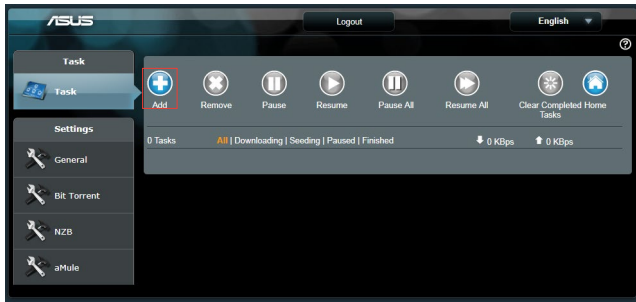 ASUS
Logout
English
?
Task
Task
Settings
General
Bit Torrent
NZB
aMule
Add
Remove
Pause
Resume
Pause All
Resume All
Clear Completed Tasks
Home
0 Tasks
All | Downloading | Seeding | Paused | Finished
0 KBps
0 KBps